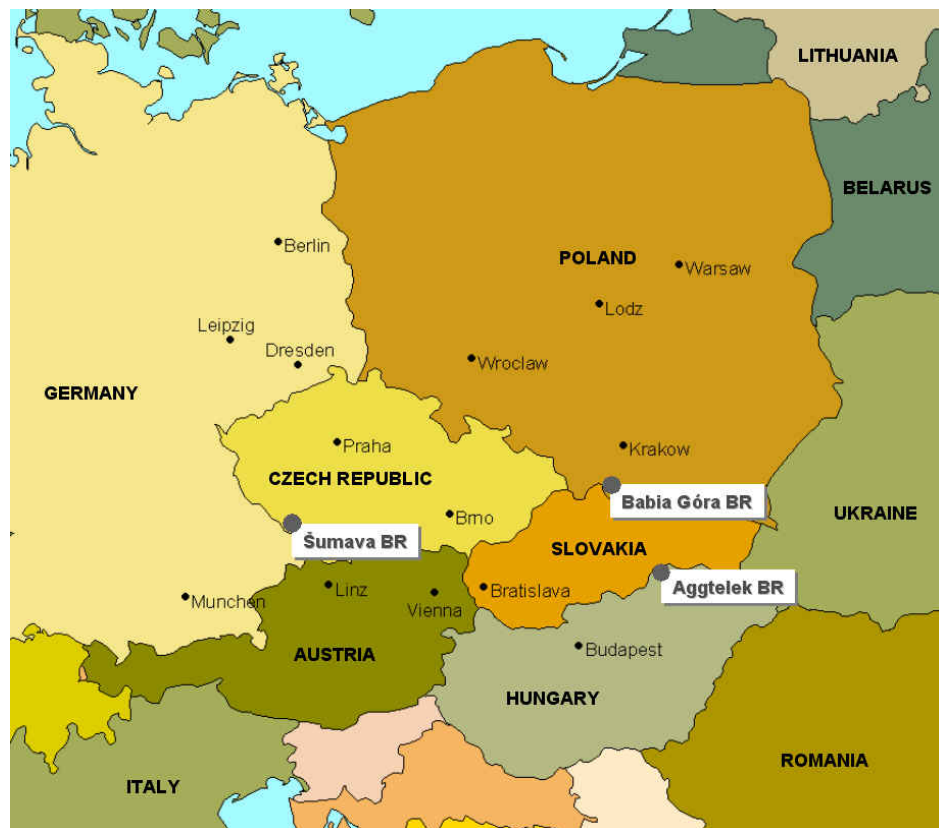 LITHUANIA
BELARUS
Berlin
POLAND
Warsaw
Lodz
Leipzig
Dresden
Wroclaw
GERMANY
Praha
Krakow
CZECH REPUBLIC
Babia Góra BR
Brno
UKRAINE
Šumava BR
SLOVAKIA
Aggtelek BR
Munchen
Linz
Vienna
Bratislava
AUSTRIA
Budapest
HUNGARY
ROMANIA
ITALY